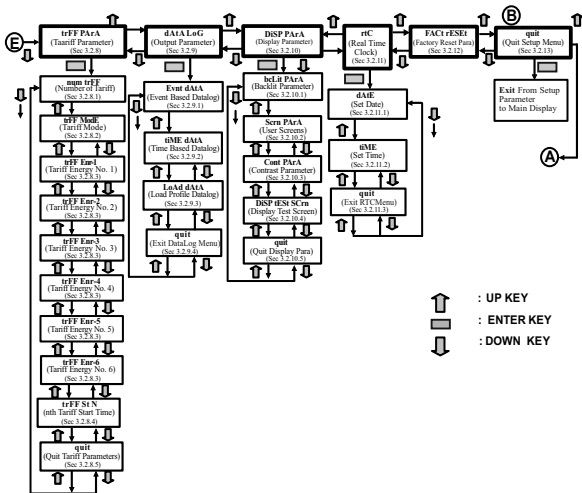 E
trFF PArA
(Taariff Parameter)
(Sec 3.2.8)
dAtA LoG
(Output Parameter)
(Sec 3.2.9)
DiSP PArA
(Display Parameter)
(Sec 3.2.10)
rtC
(Real Time
Clock)
(Sec 3.2.11)
FACt rESEt
(Factory Reset Para)
(Sec 3.2.12)
B
quit
(Quit Setup Menu)
(Sec 3.2.13)
num trFF
(Number of Tariff)
(Sec 3.2.8.1)
trFF ModE
(Tariff Mode)
(Sec 3.2.8.2)
trFF Enr-1
(Tariff Energy No. 1)
(Sec 3.2.8.3)
trFF Enr-2
(Tariff Energy No. 2)
(Sec 3.2.8.3)
trFF Enr-3
(Tariff Energy No. 3)
(Sec 3.2.8.3)
trFF Enr-4
(Tariff Energy No. 4)
(Sec 3.2.8.3)
trFF Enr-5
(Tariff Energy No. 5)
(Sec 3.2.8.3)
trFF Enr-6
(Tariff Energy No. 6)
(Sec 3.2.8.3)
trFF St N
(nth Tariff Start Time)
(Sec 3.2.8.4)
quit
(Quit Tariff Parameters)
(Sec 3.2.8.5)
Evnt dAtA
(Event Based Datalog)
(Sec 3.2.9.1)
tiME dAtA
(Time Based Datalog)
(Sec 3.2.9.2)
LoAd dAtA
(Load Profile Datalog)
(Sec 3.2.9.3)
quit
(Exit DataLog Menu)
(Sec 3.2.9.4)
bcLit PArA
(Backlit Parameter)
(Sec 3.2.10.1)
Scrn PArA
(User Screens)
(Sec 3.2.10.2)
Cont PArA
(Contrast Parameter)
(Sec 3.2.10.3)
DiSP tESt SCrn
(Display Test Screen)
(Sec 3.2.10.4)
quit
(Quit Display Para)
(Sec 3.2.10.5)
dAtE
(Set Date)
(Sec 3.2.11.1)
tiME
(Set Time)
(Sec 3.2.11.2)
quit
(Exit RTCMenu)
(Sec 3.2.11.3)
Exit From Setup
Parameter
to Main Display
A
: UP KEY
: ENTER KEY
: DOWN KEY